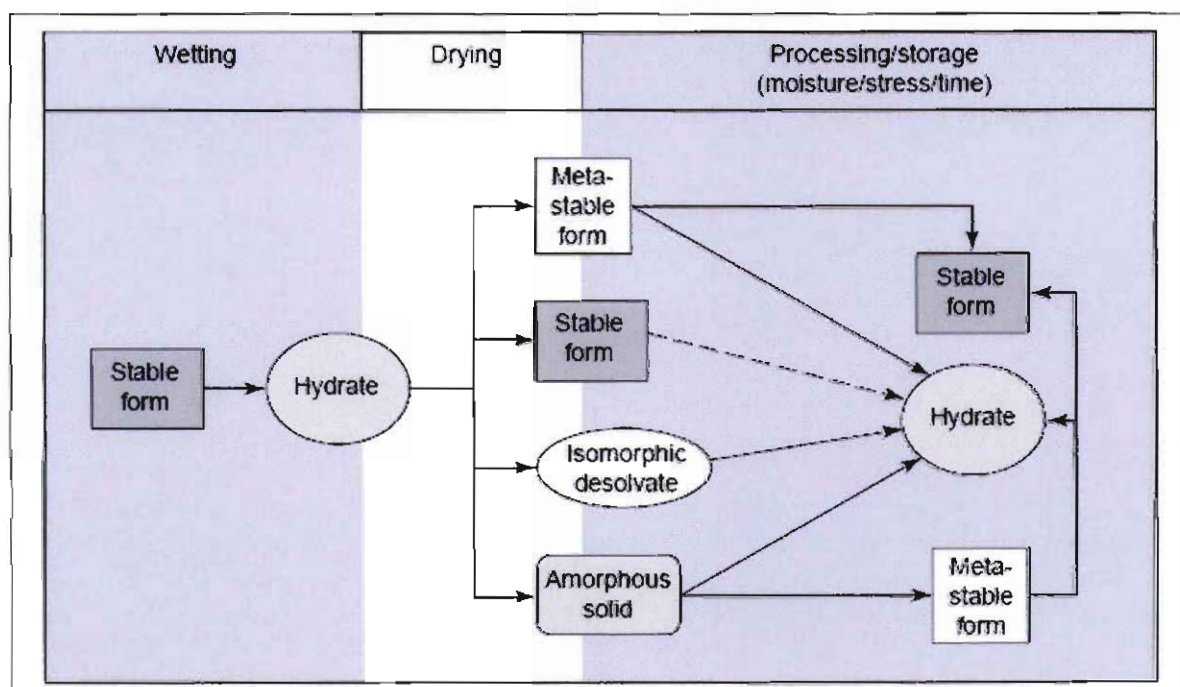 Wetting
Drying
Processing/storage
(moisture/stress/time)
Stable
form
Hydrate
Meta-
stable
form
Stable
form
Isomorphic
desolvate
Amorphous
solid
Stable
form
Hydrate
Meta-
stable
form